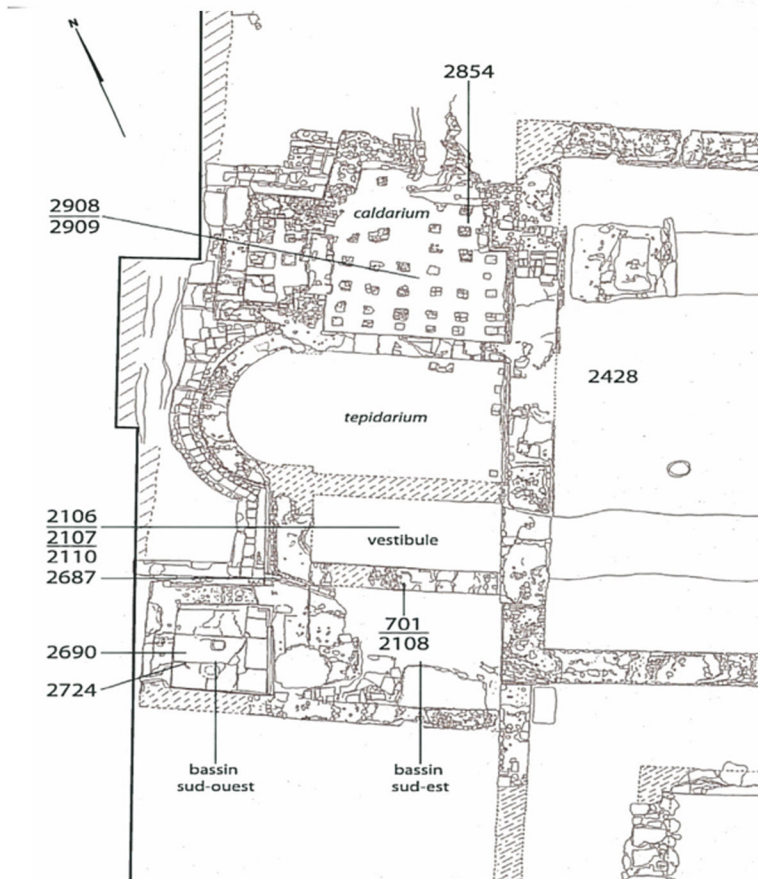 N
2854
2908
2909
caldarium
2428
tepidarium
2106
2107
2110
2687
vestibule
701
2108
2690
2724
bassin
sud-ouest
bassin
sud-est